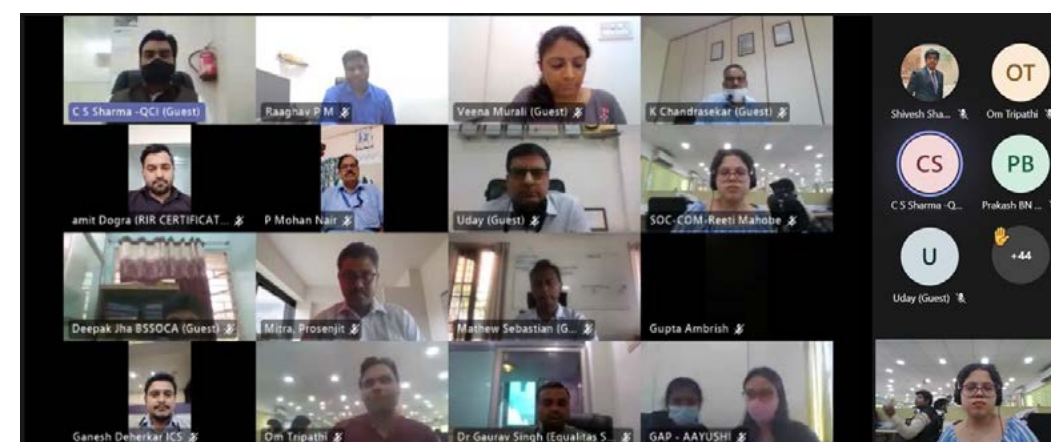 C S Sharma -QCI (Guest)
Raaghav P M
Veena Murali (Guest)
K Chandrasekar (Guest)
amit Dogra (RIR CERTIFICAT...
P Mohan Nair
Uday (Guest)
SOC-COM-Reeti Mahobe
Deepak Jha BSSOCA (Guest)
Mitra, Prosenjit
Mathew Sebastian (G...
Gupta Ambrish
Ganesh Deherkar ICS
Om Tripathi
Dr Gaurav Singh (Equalitas S...
GAP - AAYUSHI
OT
Shivesh Sha...
Om Tripathi
CS
PB
C S Sharma -Q...
Prakash BN ...
U
+44
Uday (Guest)